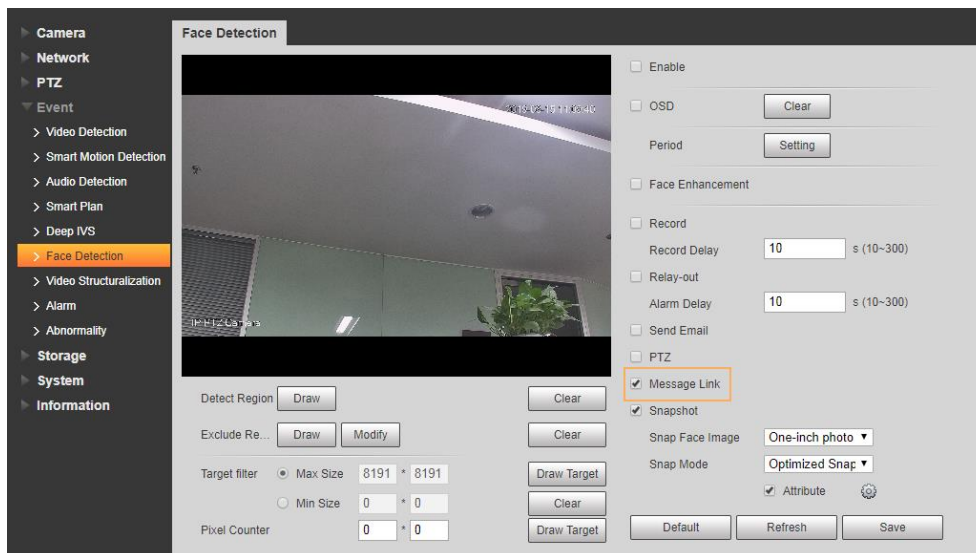 Camera
Network
PTZ
Event
Video Detection
Smart Motion Detection
Audio Detection
Smart Plan
Deep IVS
Face Detection
Video Structuralization
Alarm
Abnormality
Storage
System
Information
Face Detection
IP PTZ Camera
Detect Region Draw Clear
Exclude Re... Draw Modify Clear
Target filter Max Size 8191 * 8191 Draw Target
Min Size 0 * 0 Clear
Pixel Counter 0 * 0 Draw Target
Enable
OSD Clear
Period Setting
Face Enhancement
Record
Record Delay 10 s (10~300)
Relay-out
Alarm Delay 10 s (10~300)
Send Email
PTZ
Message Link
Snapshot
Snap Face Image One-inch photo
Snap Mode Optimized Snap
Attribute
Default Refresh Save